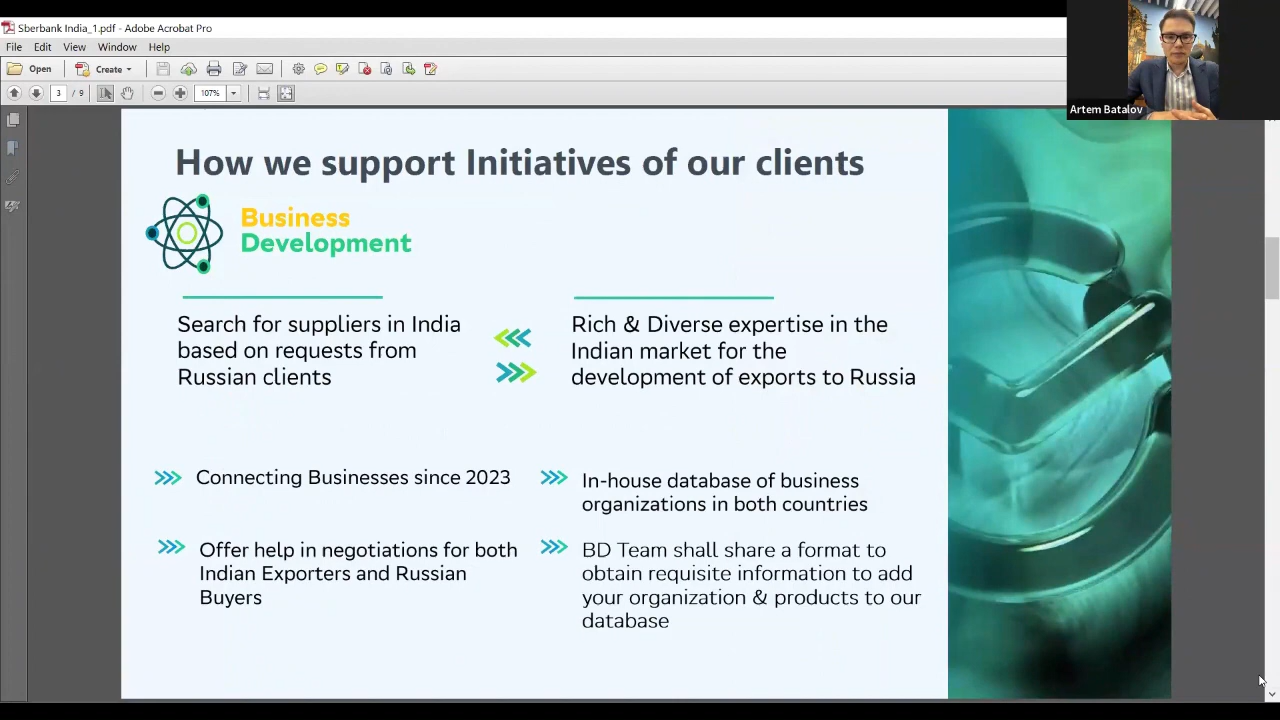 Sberbank India_1.pdf - Adobe Acrobat Pro
File Edit View Window Help
Open Create
3 / 9 107%
Artem Batalov
How we support Initiatives of our clients
Business
Development
Search for suppliers in India
based on requests from
Russian clients
Rich & Diverse expertise in the
Indian market for the
development of exports to Russia
Connecting Businesses since 2023
In-house database of business
organizations in both countries
Offer help in negotiations for both
Indian Exporters and Russian
Buyers
BD Team shall share a format to
obtain requisite information to add
your organization & products to our
database